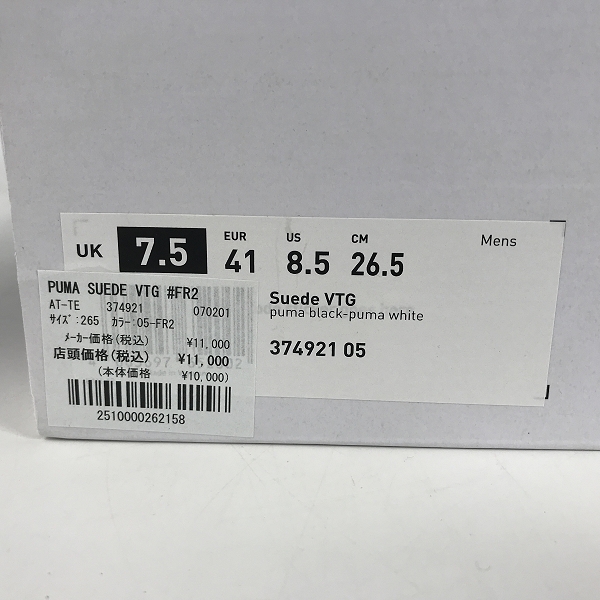 UK 7.5 EUR 41 US 8.5 CM 26.5 Mens
Suede VTG
puma black-puma white
374921 05
PUMA SUEDE VTG #FR2
AT-TE 374921 070201
ｻｲｽﾞ:265 ｶﾗｰ:05-FR2
ﾒｰｶｰ価格(税込) ¥11,000
店頭価格(税込) ¥11,000
(本体価格 ¥10,000)
2510000262158